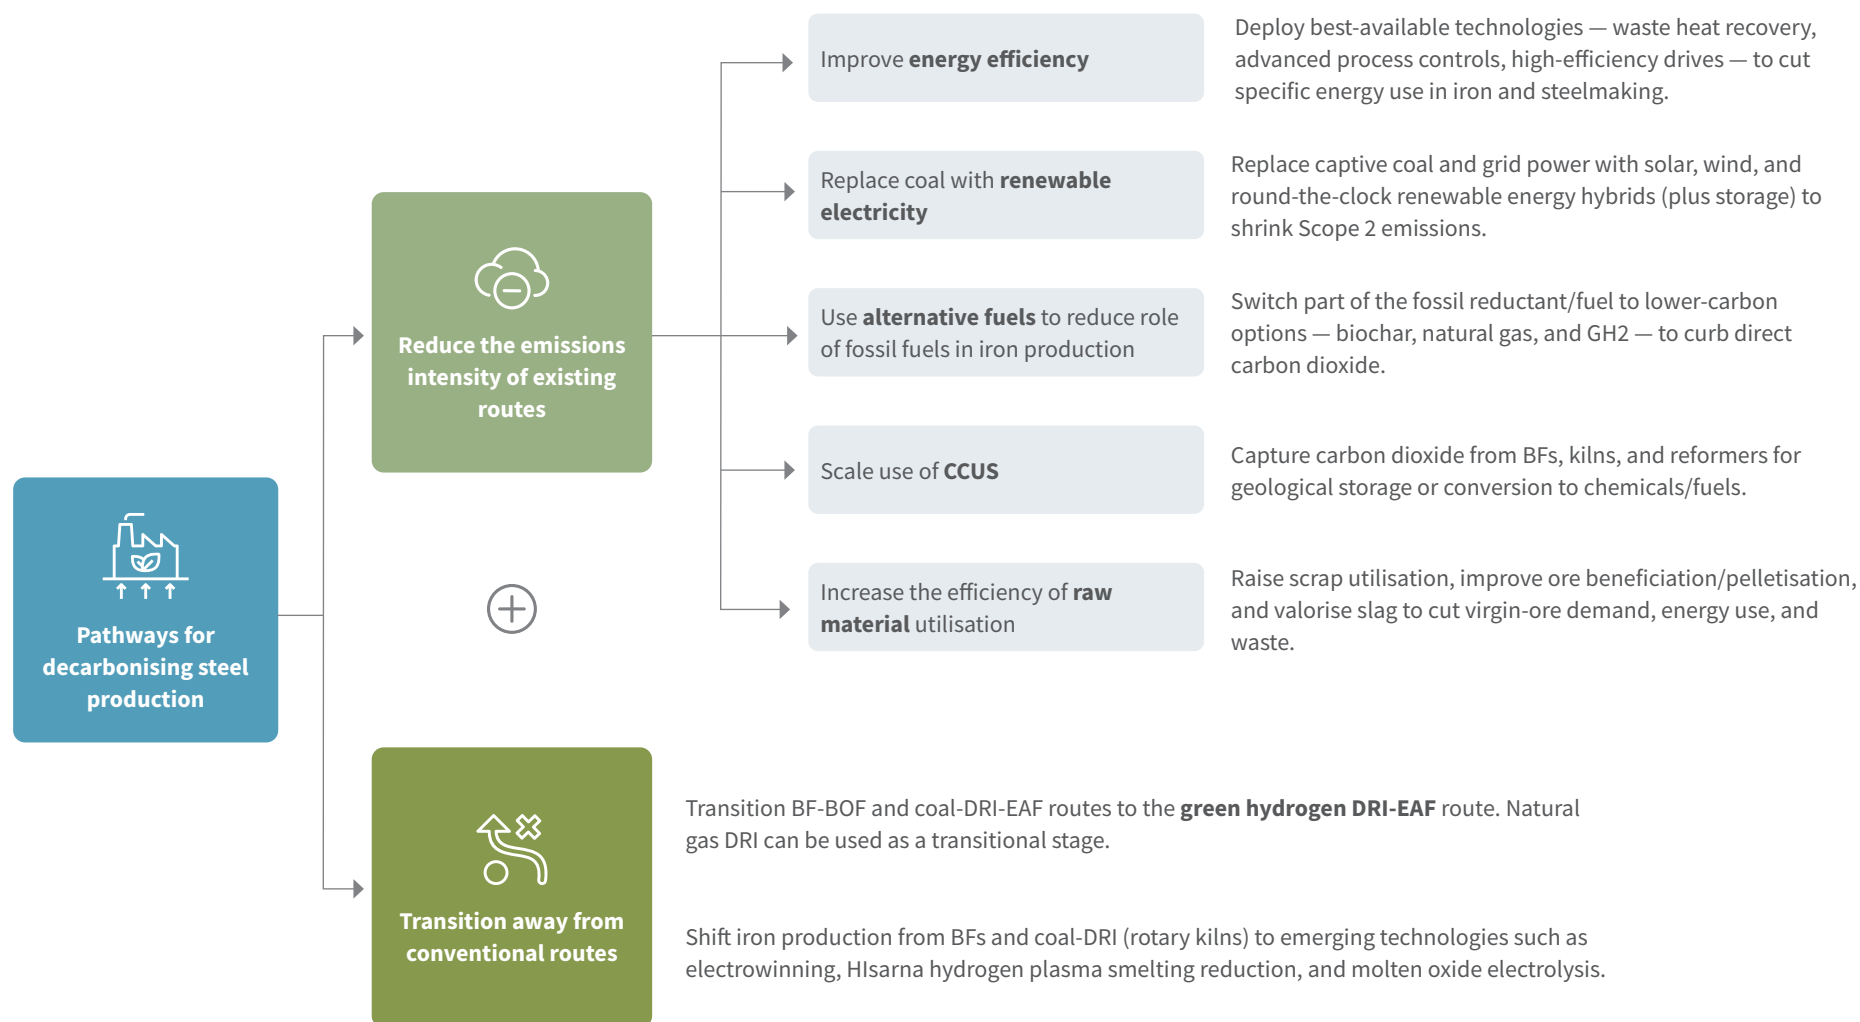 Pathways for
decarbonising steel
production
Reduce the emissions
intensity of existing
routes
Improve energy efficiency
Deploy best-available technologies — waste heat recovery,
advanced process controls, high-efficiency drives — to cut
specific energy use in iron and steelmaking.
Replace coal with renewable
electricity
Replace captive coal and grid power with solar, wind, and
round-the-clock renewable energy hybrids (plus storage) to
shrink Scope 2 emissions.
Use alternative fuels to reduce role
of fossil fuels in iron production
Switch part of the fossil reductant/fuel to lower-carbon
options — biochar, natural gas, and GH2 — to curb direct
carbon dioxide.
Scale use of CCUS
Capture carbon dioxide from BFs, kilns, and reformers for
geological storage or conversion to chemicals/fuels.
Increase the efficiency of raw
material utilisation
Raise scrap utilisation, improve ore beneficiation/pelletisation,
and valorise slag to cut virgin-ore demand, energy use, and
waste.
Transition away from
conventional routes
Transition BF-BOF and coal-DRI-EAF routes to the green hydrogen DRI-EAF route. Natural
gas DRI can be used as a transitional stage.
Shift iron production from BFs and coal-DRI (rotary kilns) to emerging technologies such as
electrowinning, HIsarna hydrogen plasma smelting reduction, and molten oxide electrolysis.